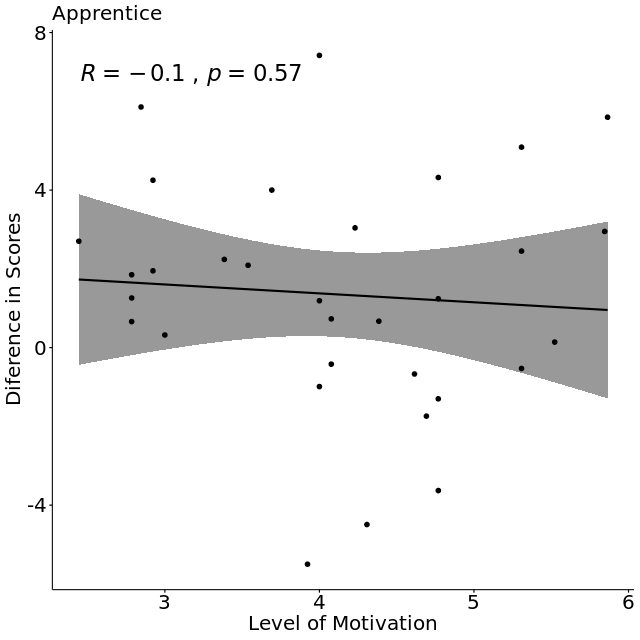 Apprentice
R = −0.1 , p = 0.57
8
4
0
-4
Diference in Scores
3 4 5 6
Level of Motivation